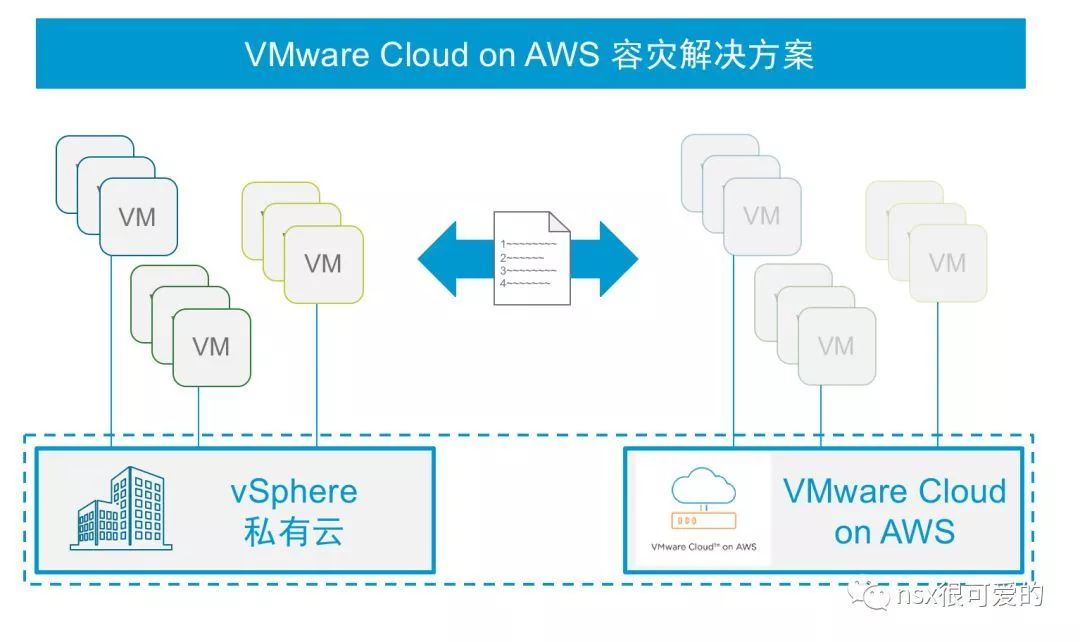 VMware Cloud on AWS 容灾解决方案
VM
VM
VM
1
2
3
4
VM
VM
VM
vSphere
私有云
VMware Cloud™ on AWS
VMware Cloud
on AWS
nsx很可爱的